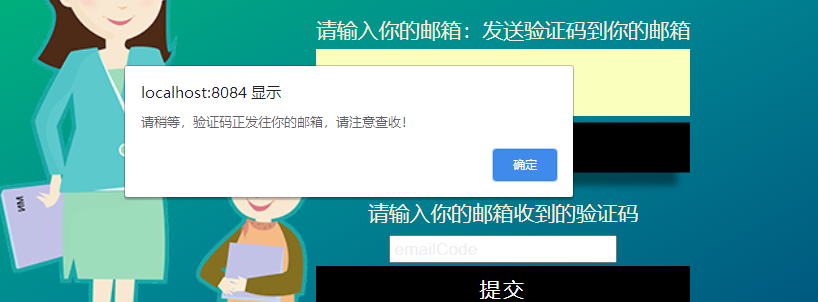 请输入你的邮箱：发送验证码到你的邮箱
localhost:8084 显示
请稍等，验证码正发往你的邮箱，请注意查收！
确定
请输入你的邮箱收到的验证码
emailCode
提交